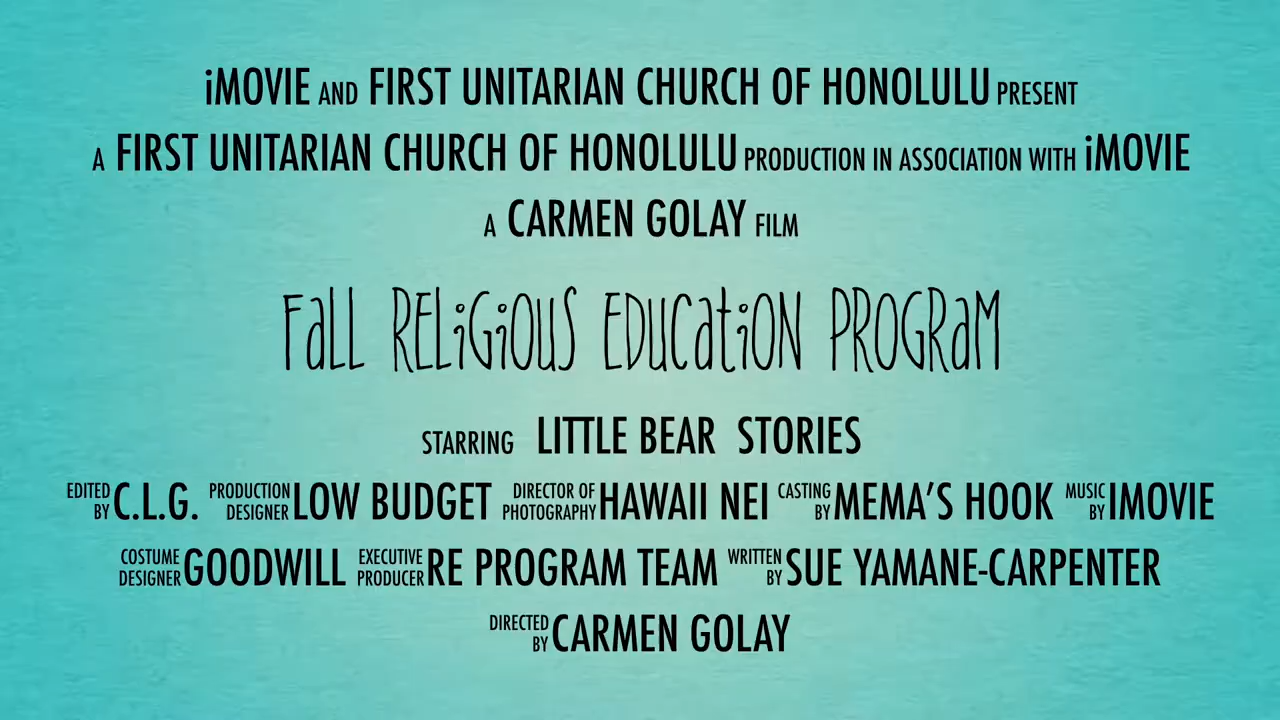 iMOVIE AND FIRST UNITARIAN CHURCH OF HONOLULU PRESENT
A FIRST UNITARIAN CHURCH OF HONOLULU PRODUCTION IN ASSOCIATION WITH iMOVIE
A CARMEN GOLAY FILM
FaLL RELiGiOUS EDUCatiON PROGRaM
STARRING LITTLE BEAR STORIES
EDITED BY C.L.G. PRODUCTION DESIGNER LOW BUDGET DIRECTOR OF PHOTOGRAPHY HAWAII NEI CASTING BY MEMA'S HOOK MUSIC BY IMOVIE
COSTUME DESIGNER GOODWILL EXECUTIVE PRODUCER RE PROGRAM TEAM WRITTEN BY SUE YAMANE-CARPENTER
DIRECTED BY CARMEN GOLAY